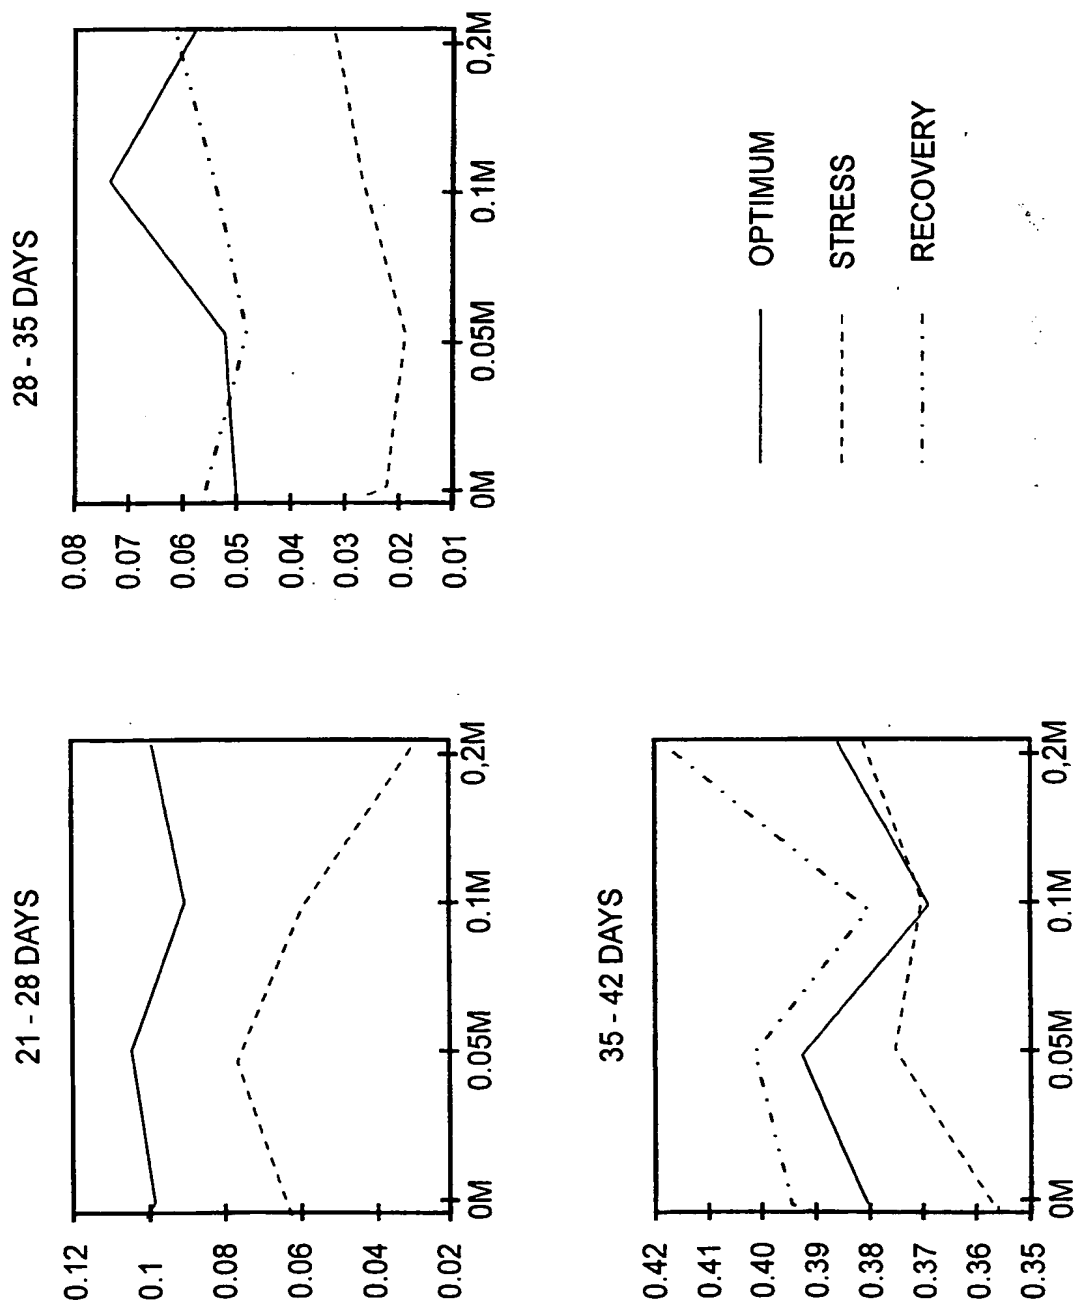 21 - 28 DAYS
0.12
0.1
0.08
0.06
0.04
0.02
0M
0.05M
0.1M
0,2M
28 - 35 DAYS
0.08
0.07
0.06
0.05
0.04
0.03
0.02
0.01
0M
0.05M
0.1M
0,2M
35 - 42 DAYS
0.42
0.41
0.40
0.39
0.38
0.37
0.36
0.35
0M
0.05M
0.1M
0,2M
OPTIMUM
STRESS
RECOVERY